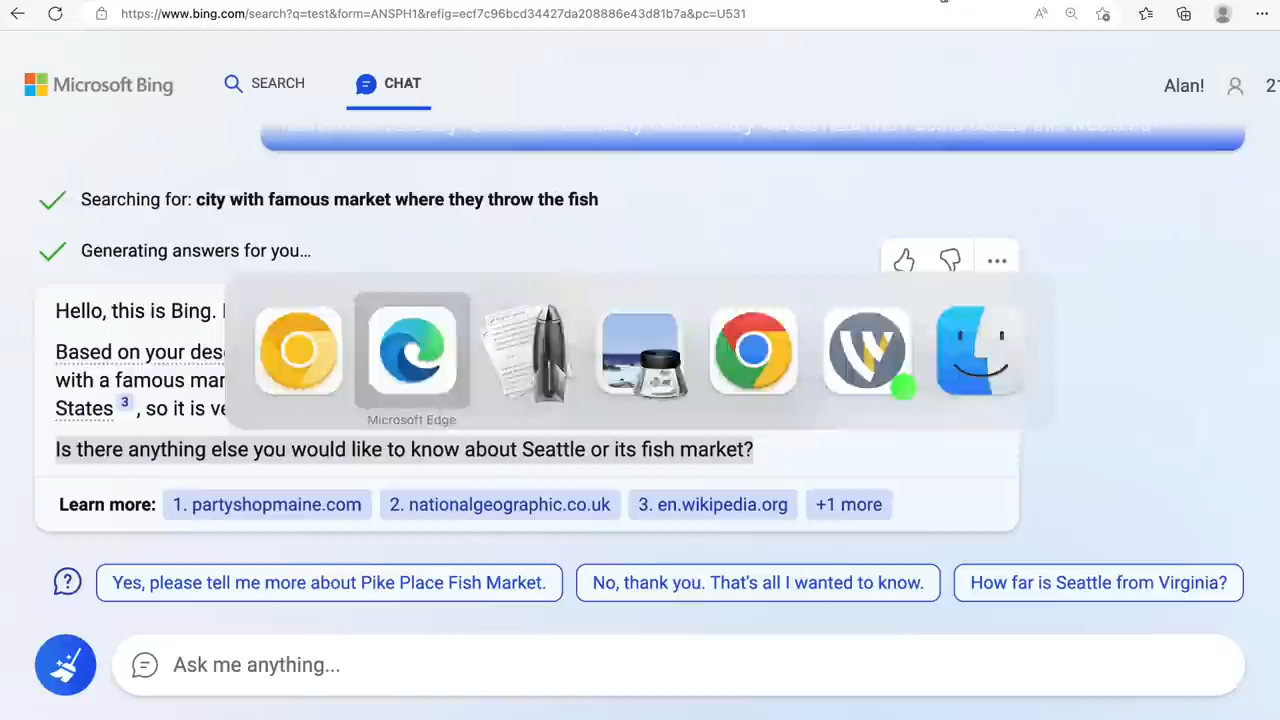 https://www.bing.com/search?q=test&form=ANSPH1&refig=ecf7c96bcd34427da208886e43d81b7a&pc=U531
Microsoft Bing
SEARCH
CHAT
Alan!
21
Searching for: city with famous market where they throw the fish
Generating answers for you...
Hello, this is Bing.
Based on your des
with a famous mar
States 3 , so it is ve
Microsoft Edge
Is there anything else you would like to know about Seattle or its fish market?
Learn more: 1. partyshopmaine.com 2. nationalgeographic.co.uk 3. en.wikipedia.org +1 more
Yes, please tell me more about Pike Place Fish Market. No, thank you. That's all I wanted to know. How far is Seattle from Virginia?
Ask me anything...